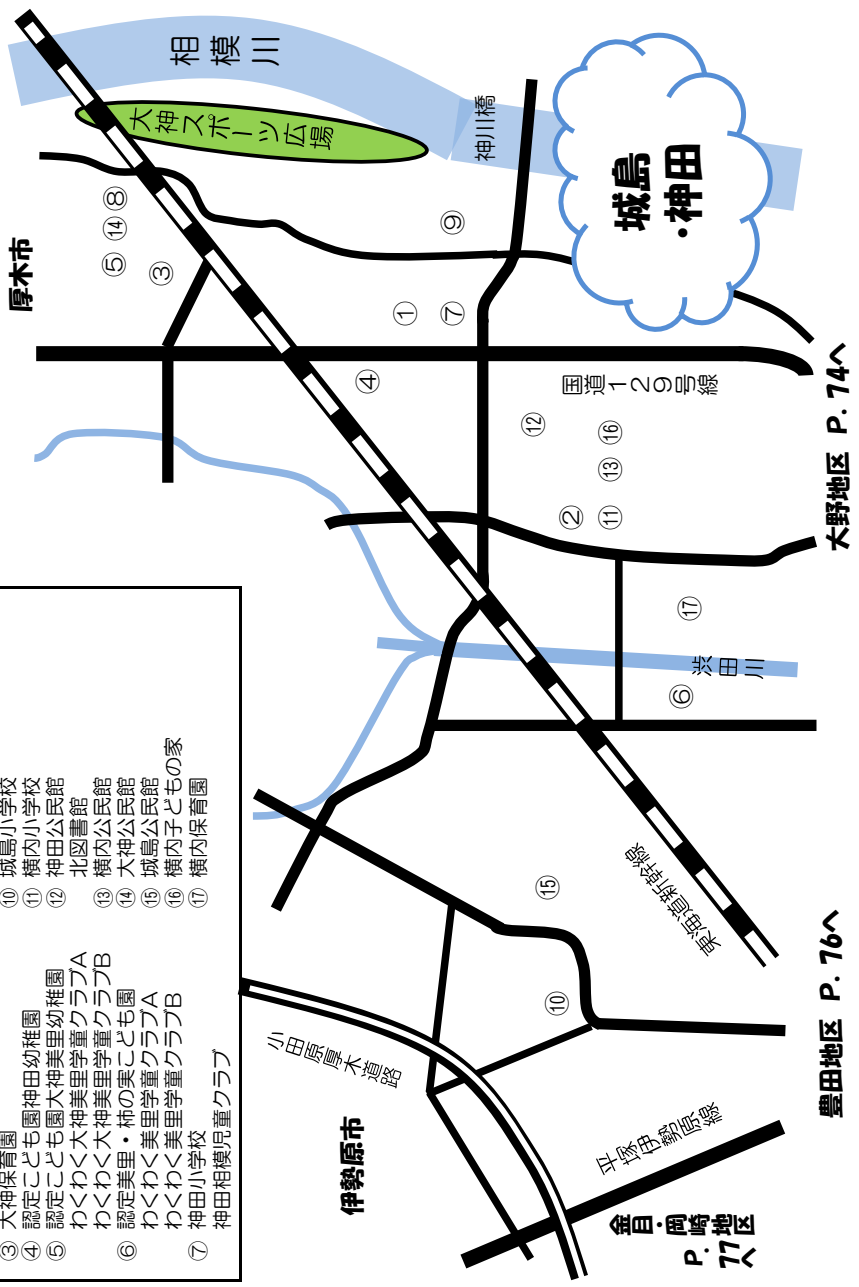 ③ 大神保育園
④ 認定こども園神田幼稚園
⑤ 認定こども園大神美里幼稚園
わくわく大神美里学童クラブA
わくわく大神美里学童クラブB
⑥ 認定美里・柿の実こども園
わくわく美里学童クラブA
わくわく美里学童クラブB
⑦ 神田小学校
神田相模児童クラブ
⑩ 城島小学校
⑪ 横内小学校
⑫ 神田公民館
北図書館
⑬ 横内公民館
⑭ 大神公民館
⑮ 城島公民館
⑯ 横内子どもの家
⑰ 横内保育園
厚木市
相模川
大神スポーツ広場
神川橋
城島
・神田
⑧
⑭
⑤
③
⑨
①
⑦
④
国道129号線
⑫
⑯
⑬
②
⑪
⑰
渋田川
⑥
東海道新幹線
⑮
⑩
小田原厚木道路
伊勢原市
平塚伊勢原線
大野地区 P. 74へ
豊田地区 P. 76へ
金目・岡崎地区
P.
77
へ